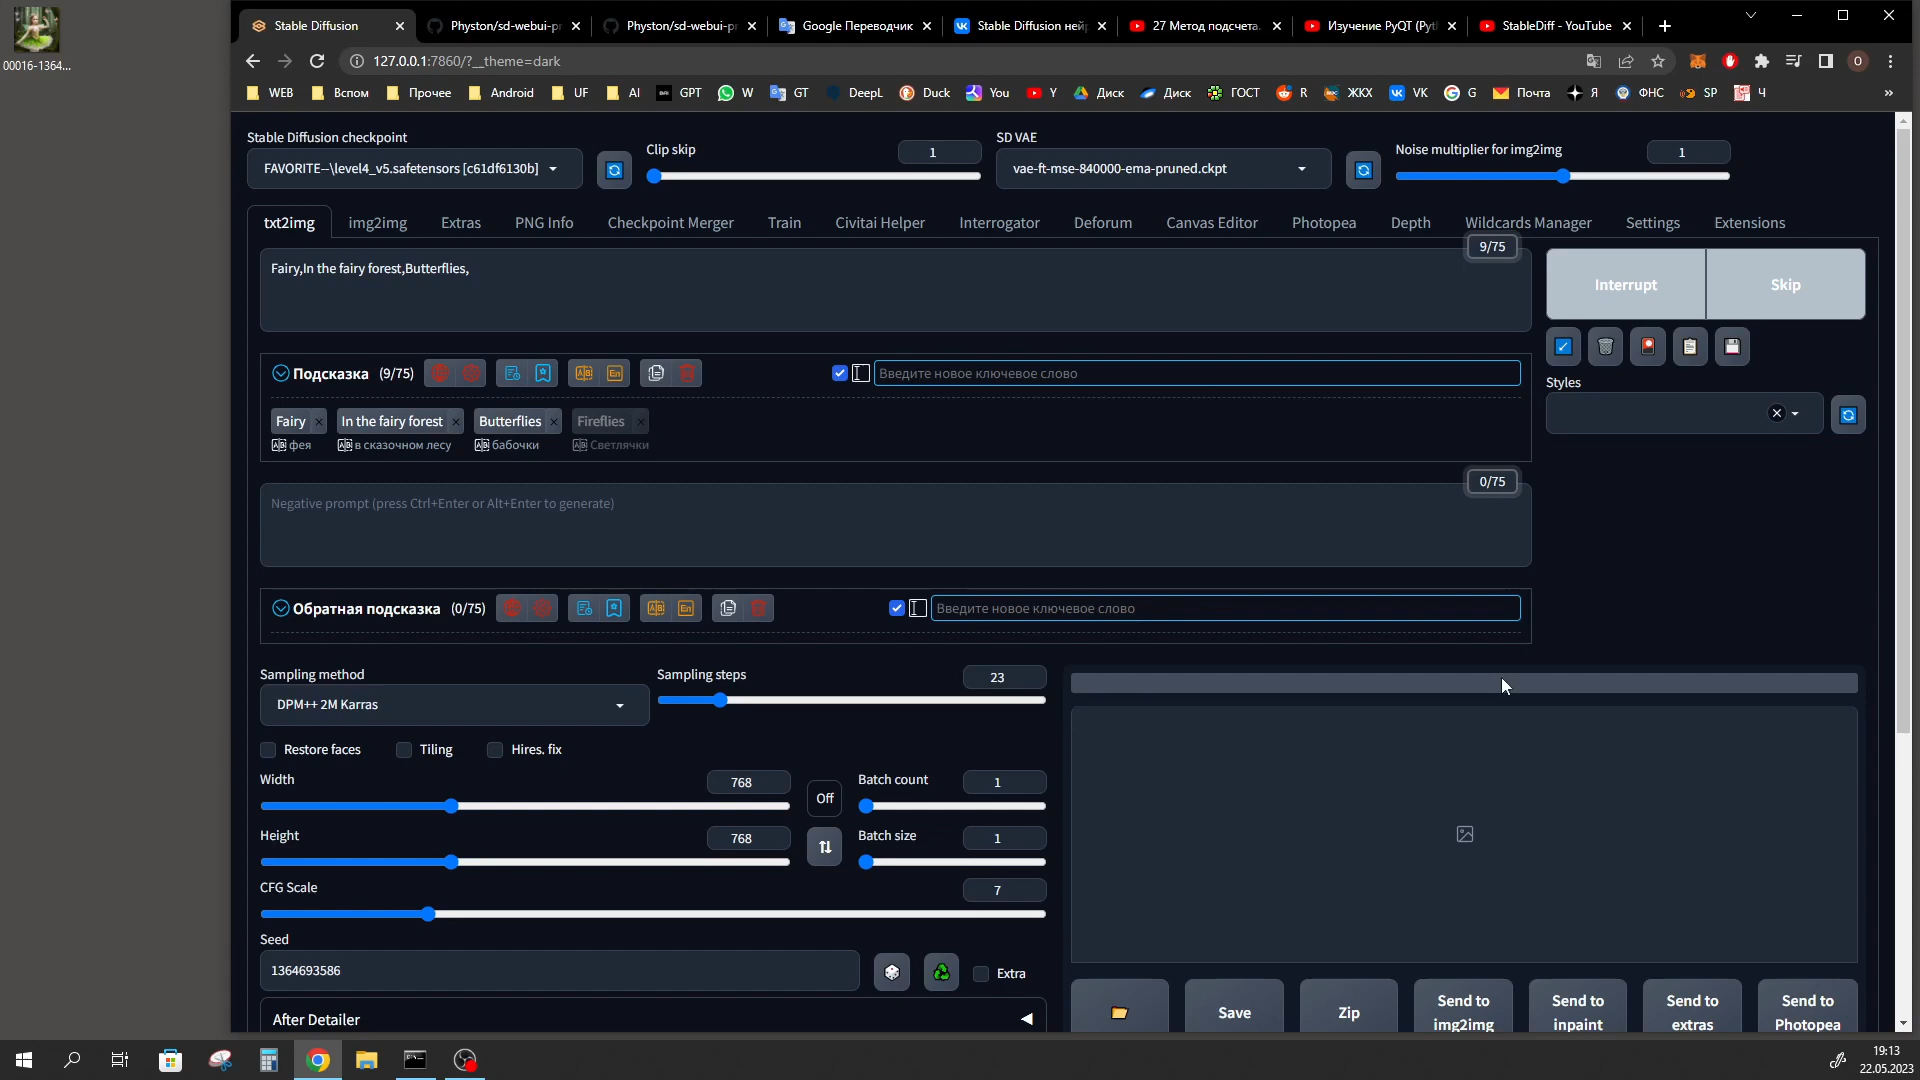 00016-1364...
Stable Diffusion
Physton/sd-webui-pr
Physton/sd-webui-pr
Google Переводчик
Stable Diffusion ней
27 Метод подсчета.
Изучение PyQT (Pyt
StableDiff - YouTube
127.0.0.1:7860/?__theme=dark
O
WEB
Вспом
Прочее
Android
UF
AI
GPT
W
GT
DeepL
Duck
You
Y
Диск
Диск
ГОСТ
R
ЖКХ
VK
G
Почта
Я
ФНС
SP
Ч
»
Stable Diffusion checkpoint
FAVORITE--\level4_v5.safetensors [c61df6130b]
Clip skip
1
SD VAE
vae-ft-mse-840000-ema-pruned.ckpt
Noise multiplier for img2img
1
txt2img
img2img
Extras
PNG Info
Checkpoint Merger
Train
Civitai Helper
Interrogator
Deforum
Canvas Editor
Photopea
Depth
Wildcards Manager
Settings
Extensions
9/75
Fairy,In the fairy forest,Butterflies,
Interrupt
Skip
Подсказка (9/75)
En
Введите новое ключевое слово
Styles
Fairy
In the fairy forest
Butterflies
Fireflies
фея
в сказочном лесу
бабочки
Светлячки
0/75
Negative prompt (press Ctrl+Enter or Alt+Enter to generate)
Обратная подсказка (0/75)
En
Введите новое ключевое слово
Sampling method
DPM++ 2M Karras
Sampling steps
23
Restore faces
Tiling
Hires. fix
Width
768
Off
Batch count
1
Height
768
Batch size
1
CFG Scale
7
Seed
1364693586
Extra
After Detailer
Save
Zip
Send to img2img
Send to inpaint
Send to extras
Send to Photopea
19:13
22.05.2023